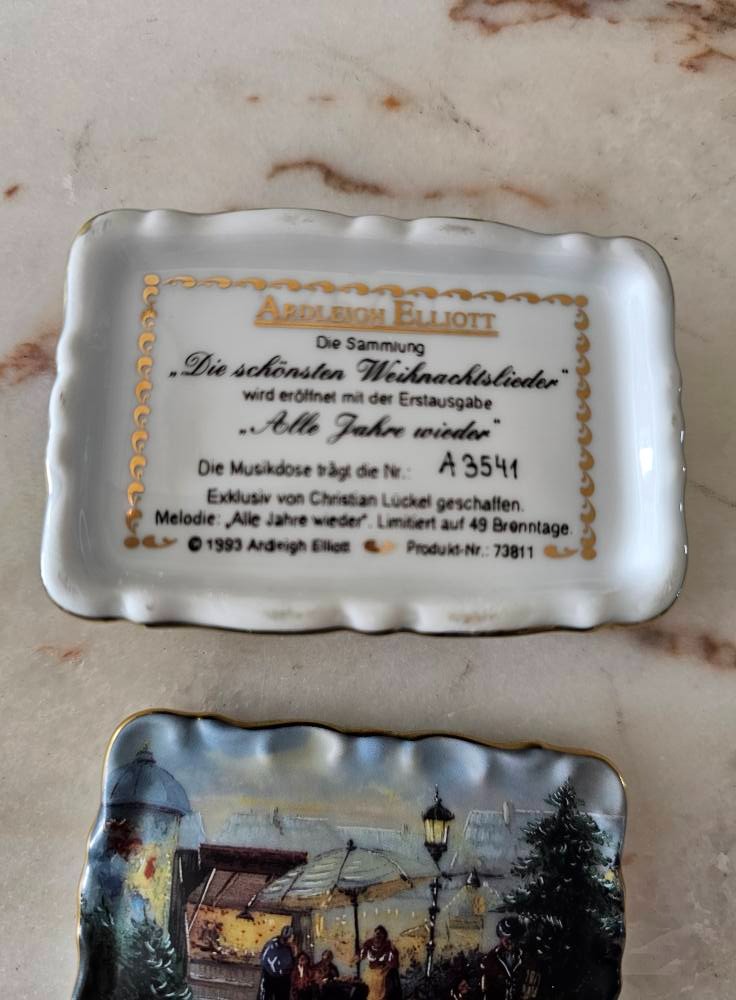 ARDLEIGH ELLIOTT
Die Sammlung
„Die schönsten Weihnachtslieder"
wird eröffnet mit der Erstausgabe
„Alle Jahre wieder"
Die Musikdose trägt die Nr.: A3541
Exklusiv von Christian Lückel geschaffen.
Melodie: „Alle Jahre wieder". Limitiert auf 49 Brenntage.
© 1993 Ardleigh Elliott Produkt-Nr.: 73811